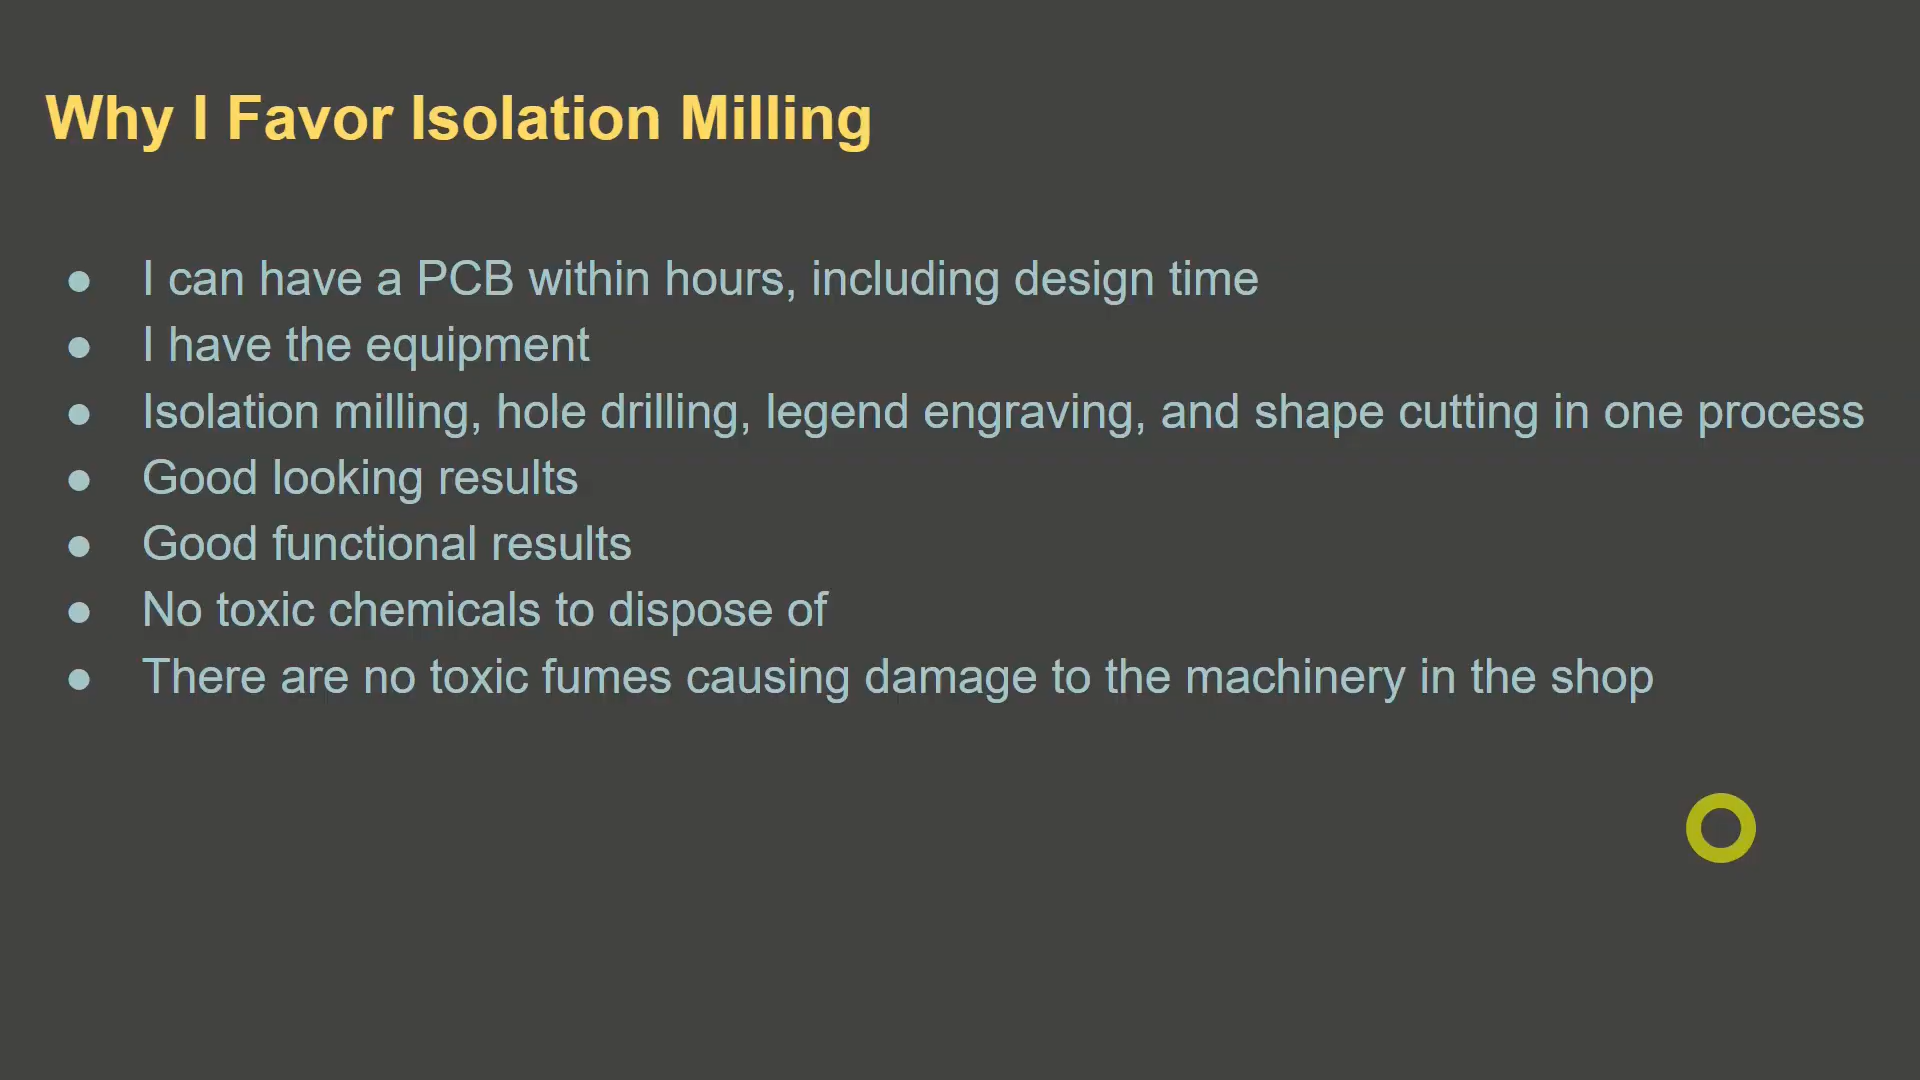 Why I Favor Isolation Milling
● I can have a PCB within hours, including design time
● I have the equipment
● Isolation milling, hole drilling, legend engraving, and shape cutting in one process
● Good looking results
● Good functional results
● No toxic chemicals to dispose of
● There are no toxic fumes causing damage to the machinery in the shop